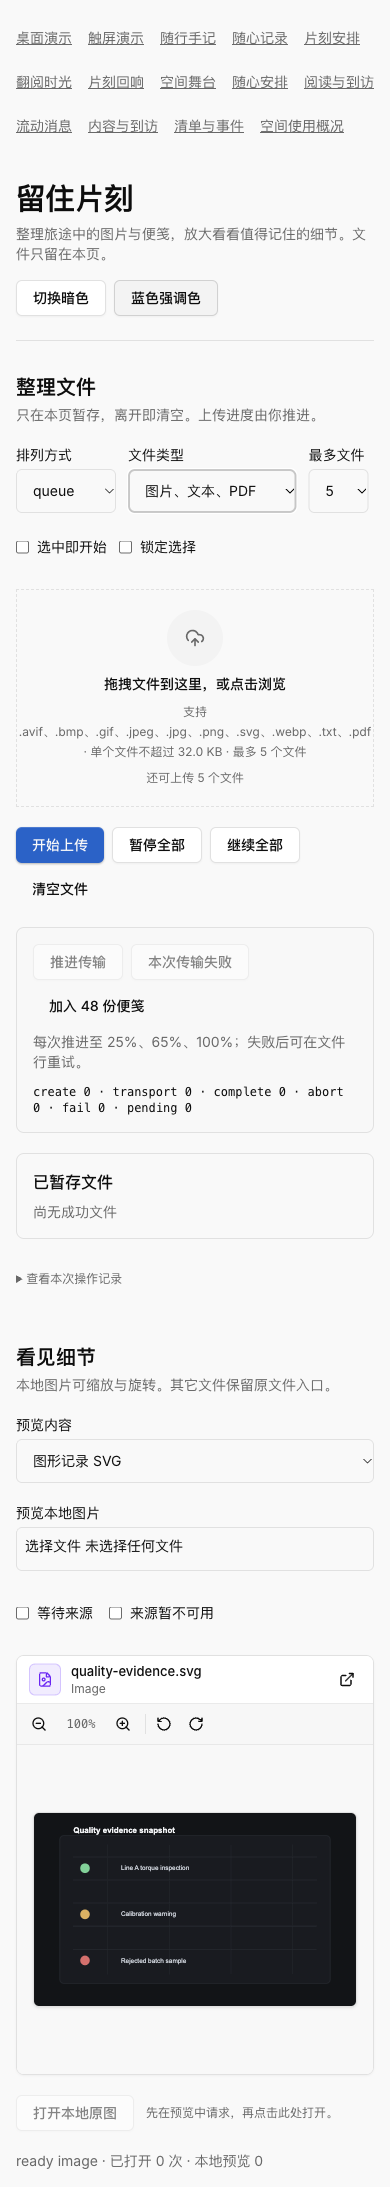 桌面演示 触屏演示 随行手记 随心记录 片刻安排
翻阅时光 片刻回响 空间舞台 随心安排 阅读与到访
流动消息 内容与到访 清单与事件 空间使用概况
留住片刻
整理旅途中的图片与便笺，放大看看值得记住的细节。文
件只留在本页。
切换暗色 蓝色强调色
整理文件
只在本页暂存，离开即清空。上传进度由你推进。
排列方式 文件类型 最多文件
queue 图片、文本、PDF 5
选中即开始 锁定选择
拖拽文件到这里，或点击浏览
支持
.avif、.bmp、.gif、.jpeg、.jpg、.png、.svg、.webp、.txt、.pdf
· 单个文件不超过 32.0 KB · 最多 5 个文件
还可上传 5 个文件
开始上传 暂停全部 继续全部
清空文件
推进传输 本次传输失败
加入 48 份便笺
每次推进至 25%、65%、100%；失败后可在文件
行重试。
create 0 · transport 0 · complete 0 · abort
0 · fail 0 · pending 0
已暂存文件
尚无成功文件
查看本次操作记录
看见细节
本地图片可缩放与旋转。其它文件保留原文件入口。
预览内容
图形记录 SVG
预览本地图片
选择文件 未选择任何文件
等待来源 来源暂不可用
quality-evidence.svg
Image
100%
Quality evidence snapshot
Line A torque inspection
Calibration warning
Rejected batch sample
打开本地原图 先在预览中请求，再点击此处打开。
ready image · 已打开 0 次 · 本地预览 0